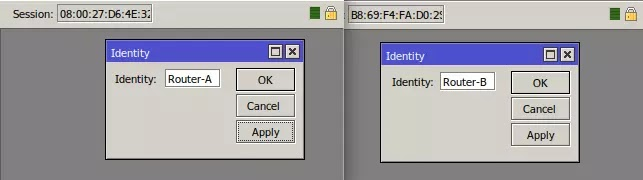 Session: 08:00:27:D6:4E:32
Identity
Identity: Router-A
OK
Cancel
Apply
B8:69:F4:FA:D0:29
Identity
Identity: Router-B
OK
Cancel
Apply